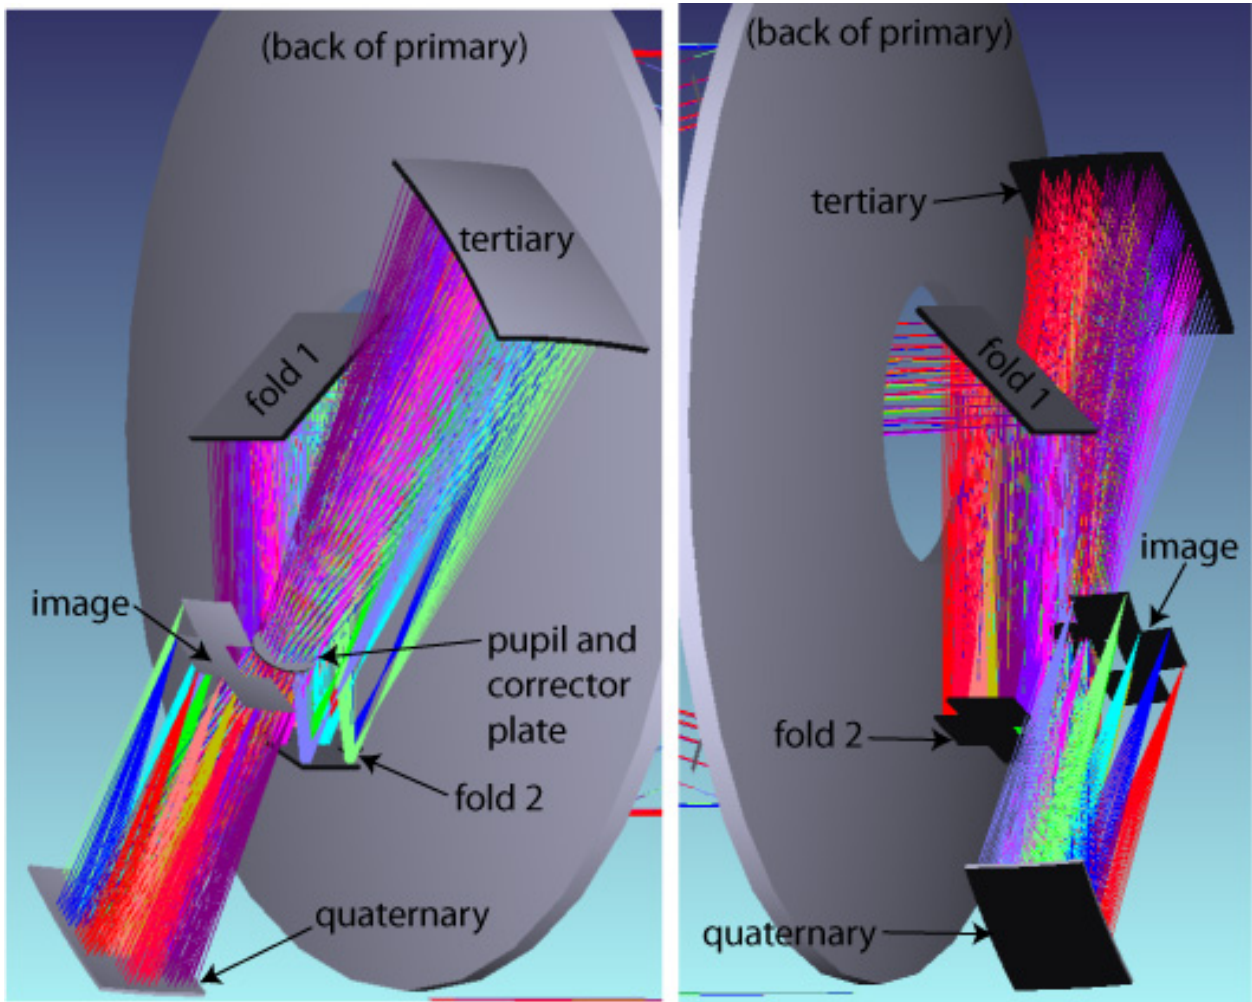 (back of primary)
tertiary
fold 1
image
pupil and
corrector
plate
fold 2
quaternary
(back of primary)
tertiary
fold 1
image
fold 2
quaternary